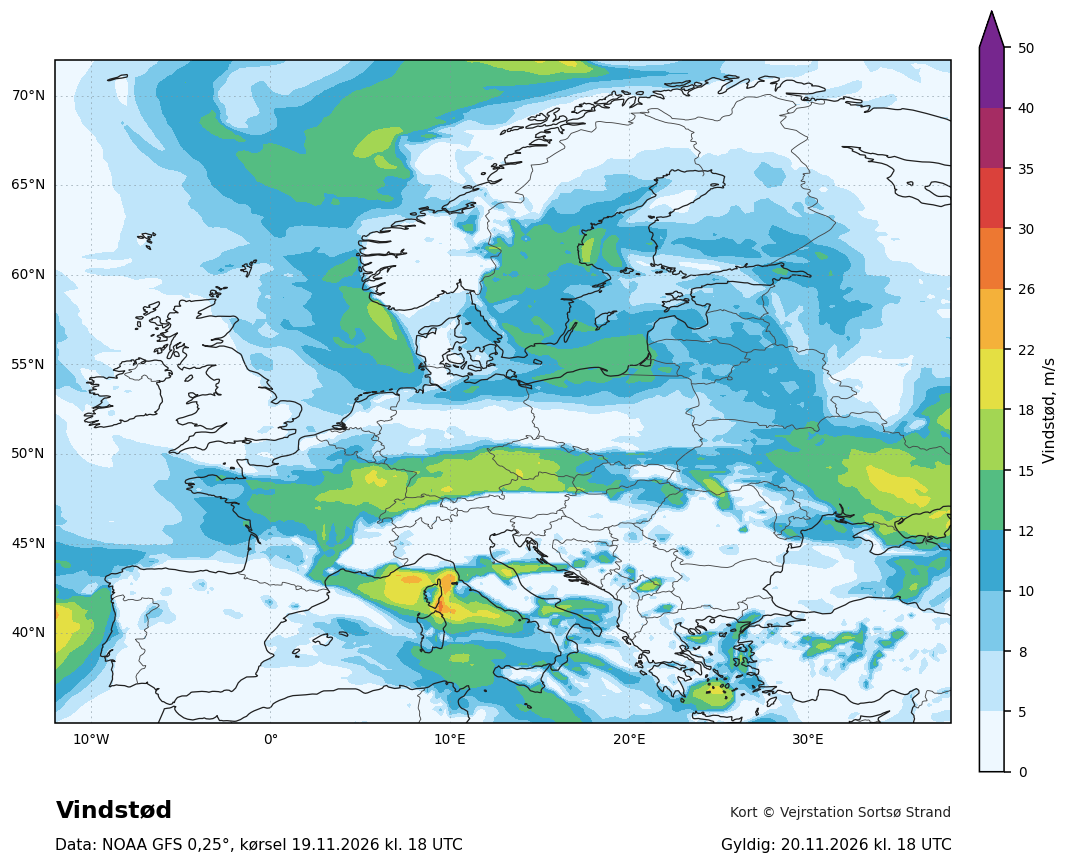 50
40
35
30
26
22
18
15
12
10
8
5
0
Vindstød, m/s
70°N
65°N
60°N
55°N
50°N
45°N
40°N
10°W
0°
10°E
20°E
30°E
Vindstød
Kort © Vejrstation Sortsø Strand
Data: NOAA GFS 0,25°, kørsel 19.11.2026 kl. 18 UTC
Gyldig: 20.11.2026 kl. 18 UTC